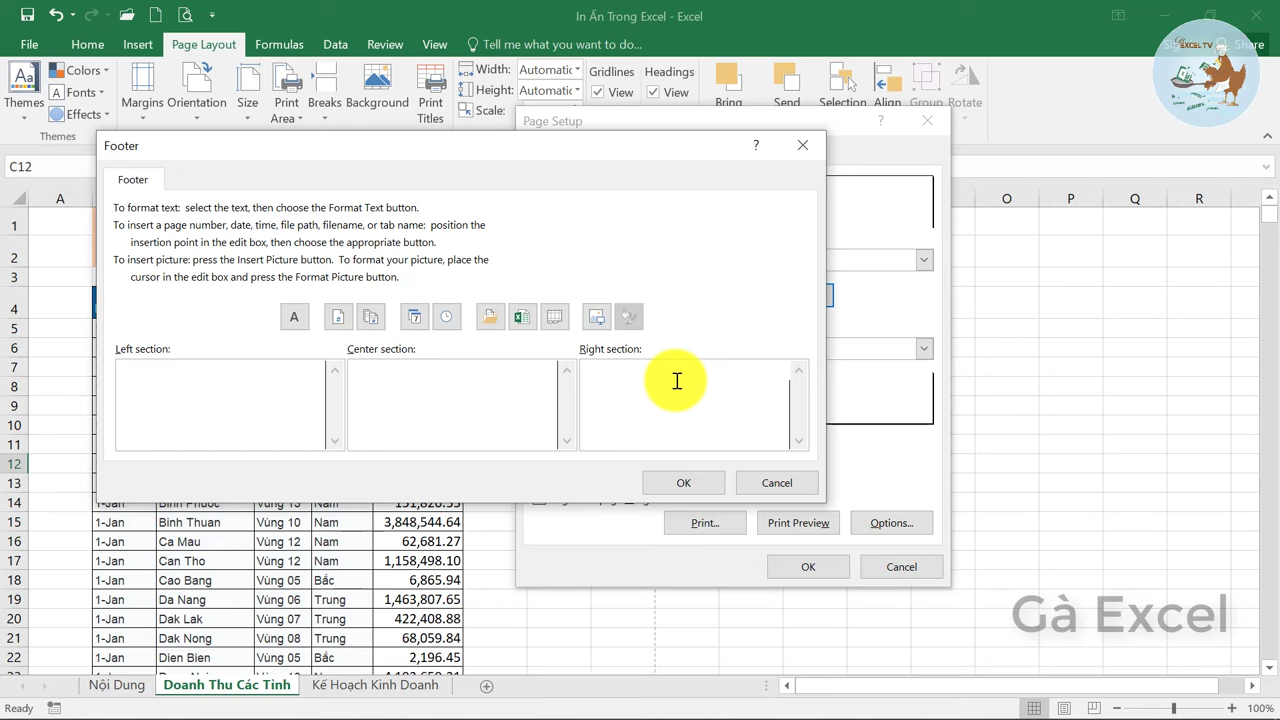 In Ấn Trong Excel - Excel
File Home Insert Page Layout Formulas Data Review View Tell me what you want to do... Share
EXCEL TV
Themes
Colors
Fonts
Effects
Margins Orientation Size Print Area Breaks Background Print Titles
Width: Automatic
Height: Automatic
Scale:
Gridlines Headings
View View
Bring Send Selection Align Group Rotate
Themes
Page Setup
Footer
C12
Footer
A O P Q R
To format text: select the text, then choose the Format Text button.
To insert a page number, date, time, file path, filename, or tab name: position the
insertion point in the edit box, then choose the appropriate button.
To insert picture: press the Insert Picture button. To format your picture, place the
cursor in the edit box and press the Format Picture button.
Left section: Center section: Right section:
OK Cancel
1
2
3
4
5
6
7
8
9
10
11
12
13
14 1-Jan Binh Phuoc Vùng 13 Nam
15 1-Jan Binh Thuan Vùng 10 Nam 3,848,544.64
16 1-Jan Ca Mau Vùng 12 Nam 62,681.27
17 1-Jan Can Tho Vùng 12 Nam 1,158,498.10
18 1-Jan Cao Bang Vùng 05 Bắc 6,865.94
19 1-Jan Da Nang Vùng 06 Trung 1,463,807.65
20 1-Jan Dak Lak Vùng 07 Trung 422,408.88
21 1-Jan Dak Nong Vùng 08 Trung 68,059.84
22 1-Jan Dien Bien Vùng 05 Bắc 2,196.45
Print... Print Preview Options...
OK Cancel
Gà Excel
Nội Dung Doanh Thu Các Tỉnh Kế Hoạch Kinh Doanh
Ready 100%